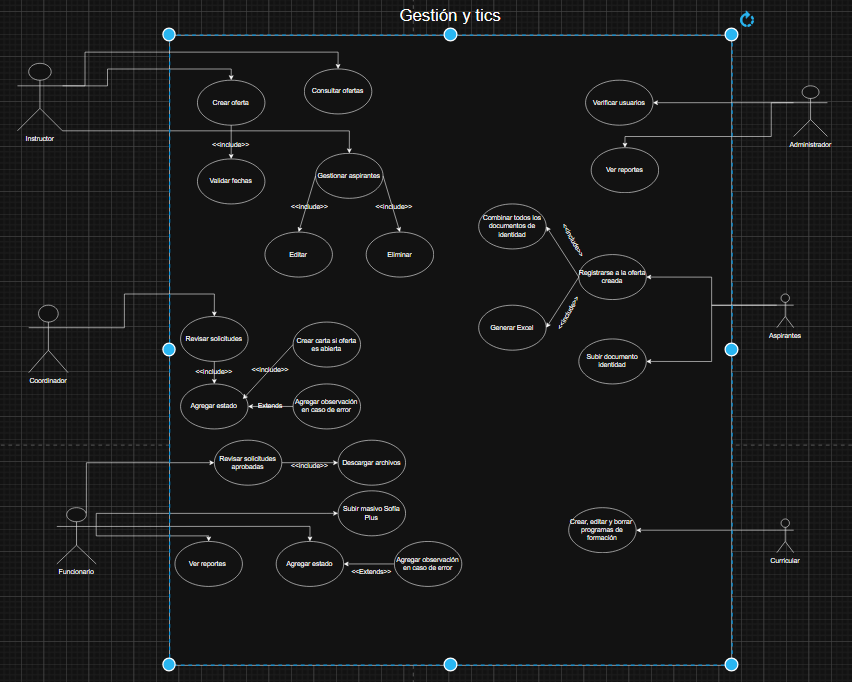 Gestión y tics
Consultar ofertas
Crear oferta
Verificar usuarios
Instructor
Administrador
<<include>>
Validar fechas
Gestionar aspirantes
Ver reportes
<<include>>
<<include>>
Editar
Eliminar
Combinar todos los
documentos de
identidad
<<include>>
Registrarse a la oferta
creada
<<include>>
Generar Excel
Aspirantes
Subir documento
identidad
Coordinador
Revisar solicitudes
Crear carta si oferta
es abierta
<<include>>
<<include>>
Agregar estado
Extends
Agregar observación
en caso de error
Revisar solicitudes
aprobadas
<<include>>
Descargar archivos
Subir masivo Sofia
Plus
Funcionario
Ver reportes
Agregar estado
<<Extends>>
Agregar observación
en caso de error
Crear, editar y borrar
programas de
formación
Curricular